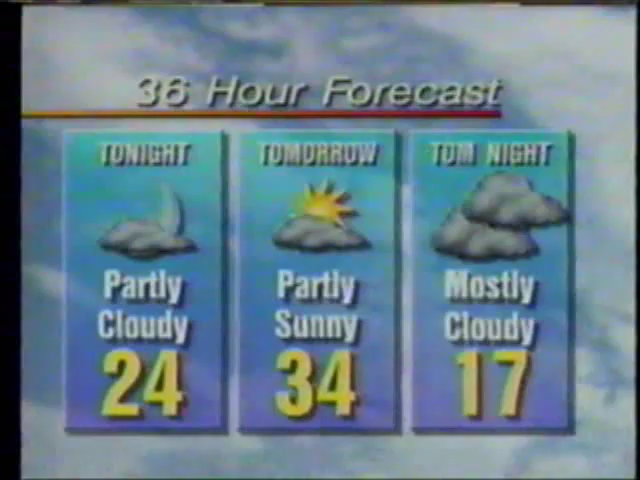 36 Hour Forecast
TONIGHT
Partly
Cloudy
24
TOMORROW
Partly
Sunny
34
TOM NIGHT
Mostly
Cloudy
17